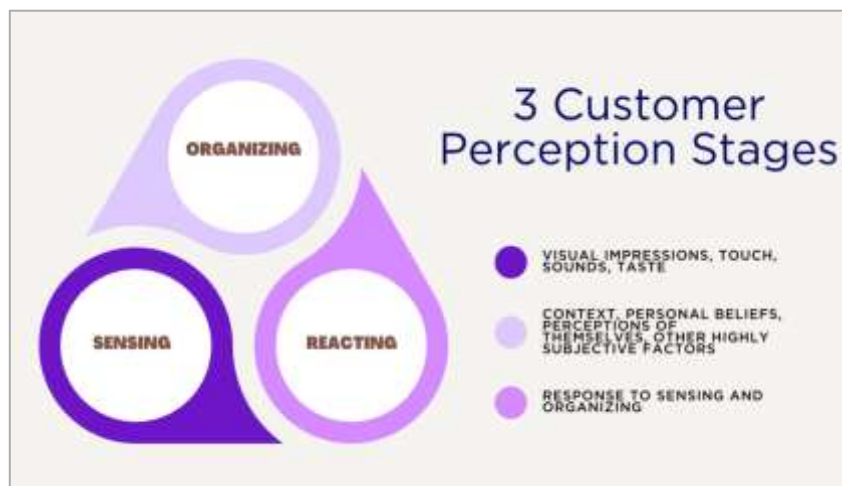 3 Customer
Perception Stages
ORGANIZING
SENSING
REACTING
VISUAL IMPRESSIONS, TOUCH,
SOUNDS, TASTE
CONTEXT, PERSONAL BELIEFS,
PERCEPTIONS OF
THEMSELVES, OTHER HIGHLY
SUBJECTIVE FACTORS
RESPONSE TO SENSING AND
ORGANIZING